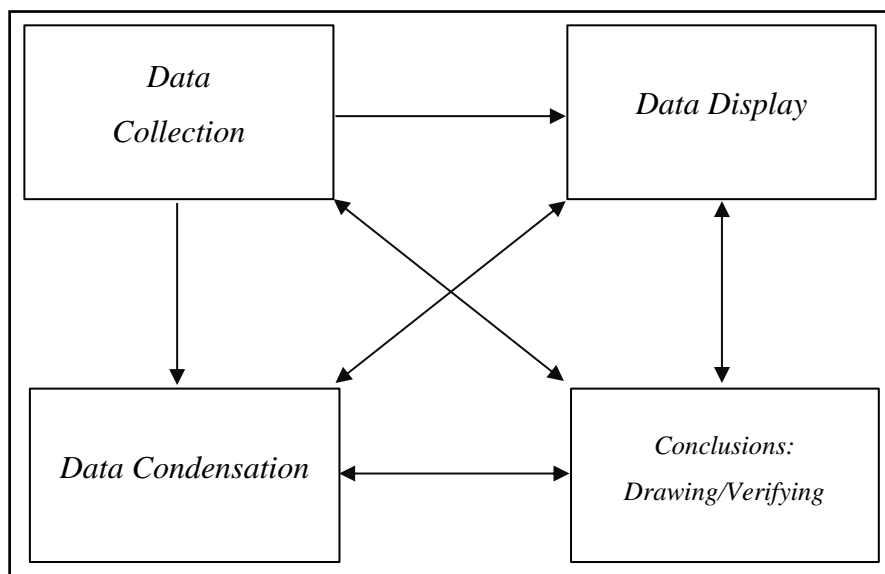 Data
Collection
Data Display
Data Condensation
Conclusions:
Drawing/Verifying